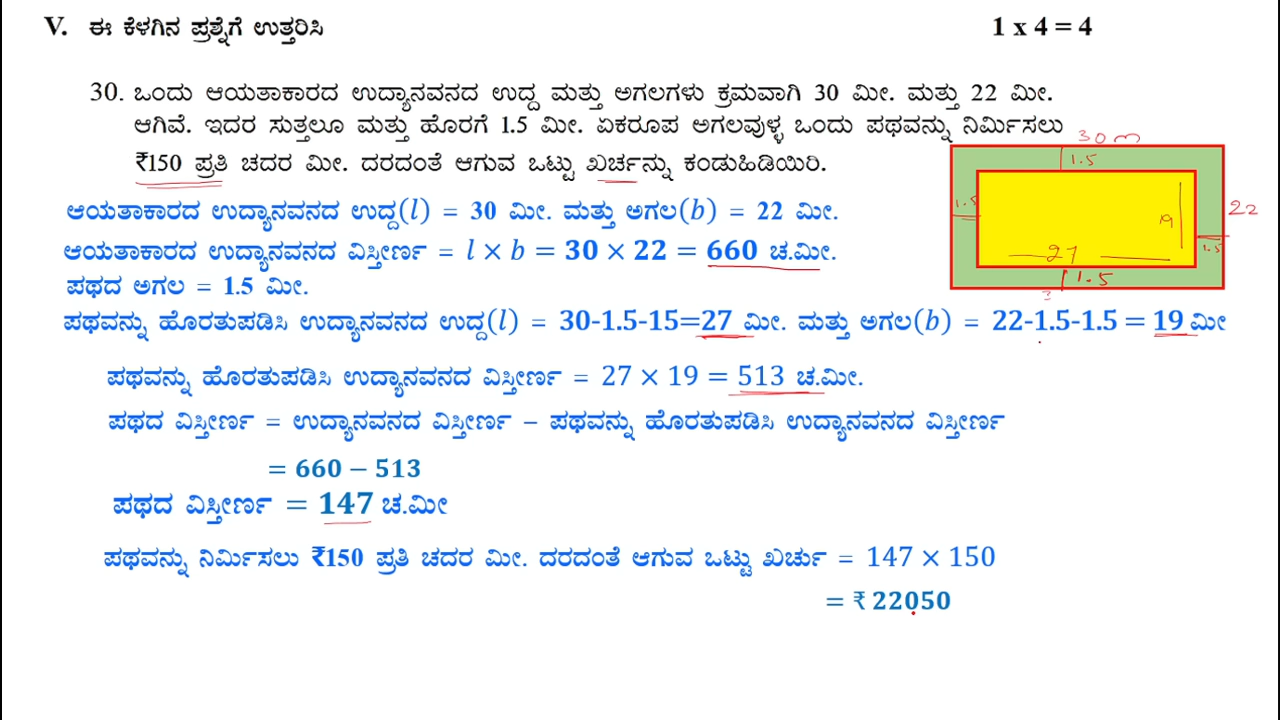 V. ಈ ಕೆಳಗಿನ ಪ್ರಶ್ನೆಗೆ ಉತ್ತರಿಸಿ 1 x 4 = 4
30. ಒಂದು ಆಯತಾಕಾರದ ಉದ್ಯಾನವನದ ಉದ್ದ ಮತ್ತು ಅಗಲಗಳು ಕ್ರಮವಾಗಿ 30 ಮೀ. ಮತ್ತು 22 ಮೀ.
ಆಗಿವೆ. ಇದರ ಸುತ್ತಲೂ ಮತ್ತು ಹೊರಗೆ 1.5 ಮೀ. ಏಕರೂಪ ಅಗಲವುಳ್ಳ ಒಂದು ಪಥವನ್ನು ನಿರ್ಮಿಸಲು
₹150 ಪ್ರತಿ ಚದರ ಮೀ. ದರದಂತೆ ಆಗುವ ಒಟ್ಟು ಖರ್ಚನ್ನು ಕಂಡುಹಿಡಿಯಿರಿ.
30 m
1.5
1.5
19
22
27
1.5
1.5
3
ಆಯತಾಕಾರದ ಉದ್ಯಾನವನದ ಉದ್ದ(l) = 30 ಮೀ. ಮತ್ತು ಅಗಲ(b) = 22 ಮೀ.
ಆಯತಾಕಾರದ ಉದ್ಯಾನವನದ ವಿಸ್ತೀರ್ಣ = l × b = 30 × 22 = 660 ಚ.ಮೀ.
ಪಥದ ಅಗಲ = 1.5 ಮೀ.
ಪಥವನ್ನು ಹೊರತುಪಡಿಸಿ ಉದ್ಯಾನವನದ ಉದ್ದ(l) = 30-1.5-15=27 ಮೀ. ಮತ್ತು ಅಗಲ(b) = 22-1.5-1.5 = 19 ಮೀ
ಪಥವನ್ನು ಹೊರತುಪಡಿಸಿ ಉದ್ಯಾನವನದ ವಿಸ್ತೀರ್ಣ = 27 × 19 = 513 ಚ.ಮೀ.
ಪಥದ ವಿಸ್ತೀರ್ಣ = ಉದ್ಯಾನವನದ ವಿಸ್ತೀರ್ಣ – ಪಥವನ್ನು ಹೊರತುಪಡಿಸಿ ಉದ್ಯಾನವನದ ವಿಸ್ತೀರ್ಣ
= 660 – 513
ಪಥದ ವಿಸ್ತೀರ್ಣ = 147 ಚ.ಮೀ
ಪಥವನ್ನು ನಿರ್ಮಿಸಲು ₹150 ಪ್ರತಿ ಚದರ ಮೀ. ದರದಂತೆ ಆಗುವ ಒಟ್ಟು ಖರ್ಚು = 147 × 150
= ₹ 22050